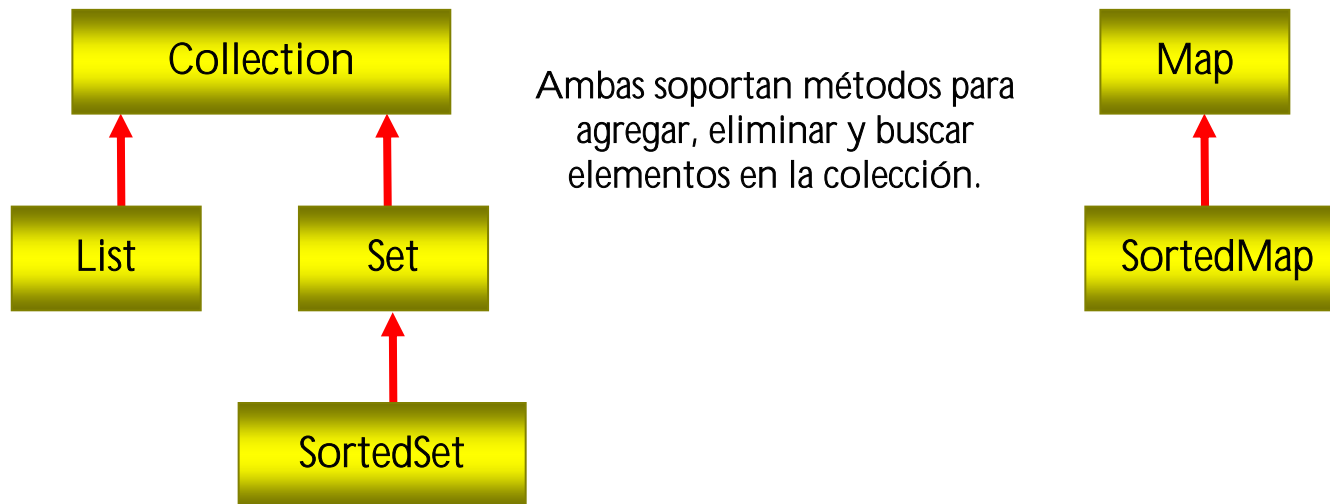 Collection
Ambas soportan métodos para
agregar, eliminar y buscar
elementos en la colección.
Map
List
Set
SortedMap
SortedSet